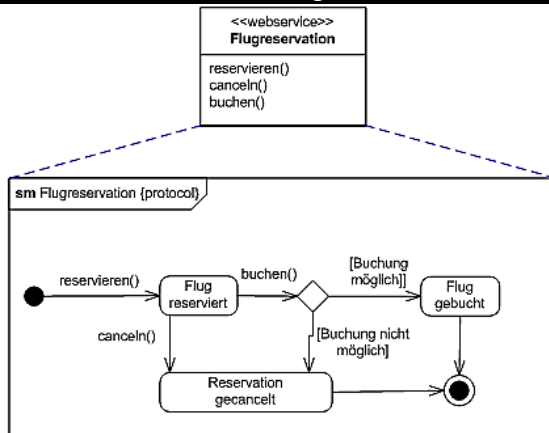 <<webservice>>
Flugreservation
reservieren()
canceln()
buchen()
sm Flugreservation {protocol}
reservieren()
Flug
reserviert
buchen()
[Buchung
möglich]]
Flug
gebucht
canceln()
[Buchung nicht
möglich]
Reservation
gecancelt